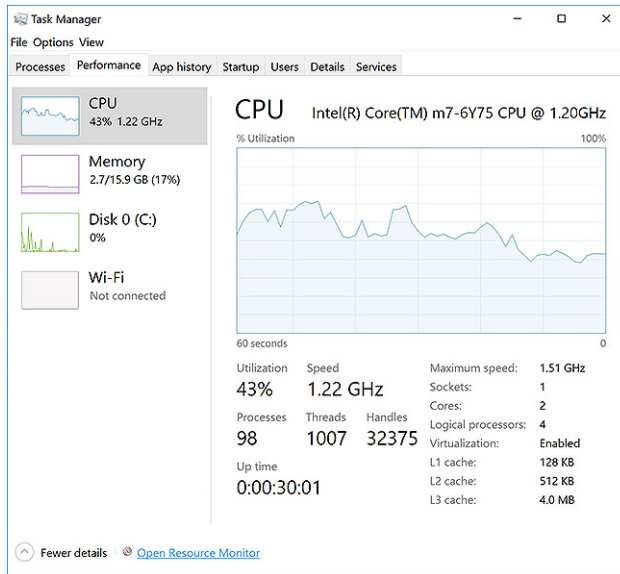 Task Manager
File Options View
Processes Performance App history Startup Users Details Services
CPU
43% 1.22 GHz
Memory
2.7/15.9 GB (17%)
Disk 0 (C:)
0%
Wi-Fi
Not connected
CPU Intel(R) Core(TM) m7-6Y75 CPU @ 1.20GHz
% Utilization 100%
60 seconds 0
Utilization Speed
43% 1.22 GHz
Processes Threads Handles
98 1007 32375
Up time
0:00:30:01
Maximum speed: 1.51 GHz
Sockets: 1
Cores: 2
Logical processors: 4
Virtualization: Enabled
L1 cache: 128 KB
L2 cache: 512 KB
L3 cache: 4.0 MB
Fewer details Open Resource Monitor